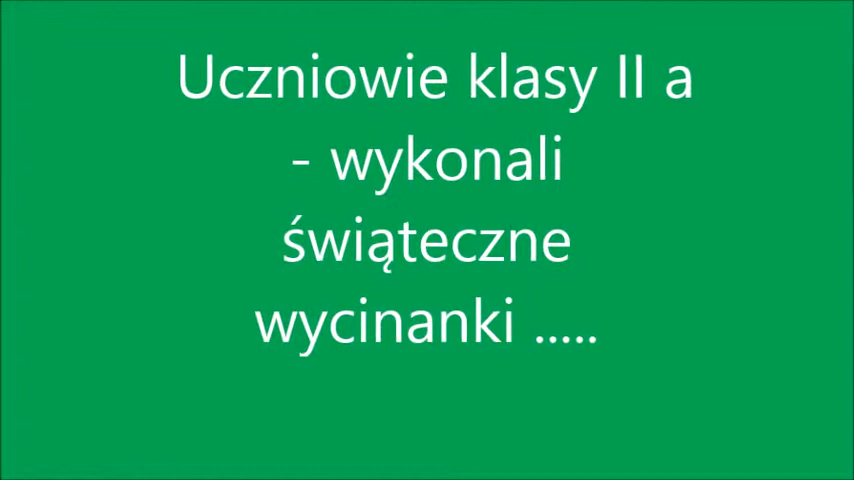 Uczniowie klasy II a
- wykonali
świąteczne
wycinanki .....